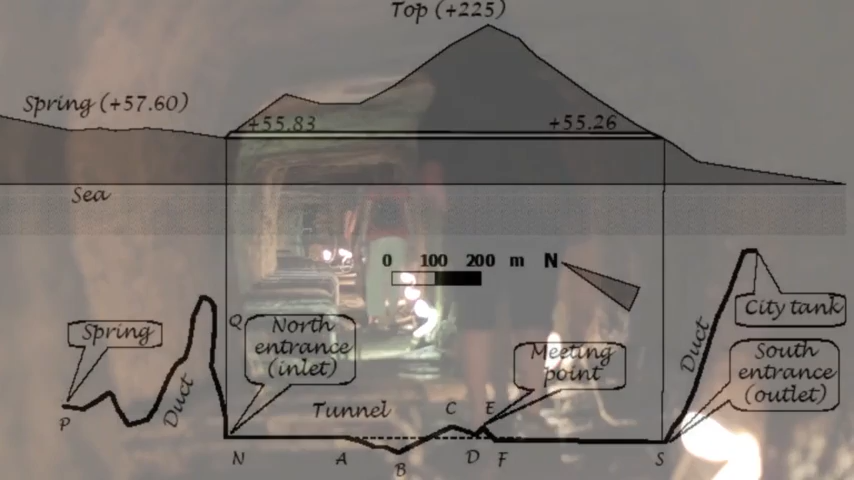 Top (+225)
Spring (+57.60)
+55.83
+55.26
Sea
0 100 200 m N
Spring
Duct
Q
North
entrance
(inlet)
Meeting
point
Duct
City tank
South
entrance
(outlet)
P
Tunnel
C
E
N
A
B
D
F
S